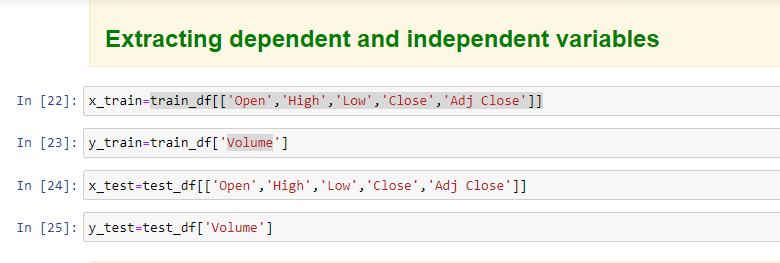 Extracting dependent and independent variables
In [22]: x_train=train_df[['Open','High','Low','Close','Adj Close']]
In [23]: y_train=train_df['Volume']
In [24]: x_test=test_df[['Open','High','Low','Close','Adj Close']]
In [25]: y_test=test_df['Volume']